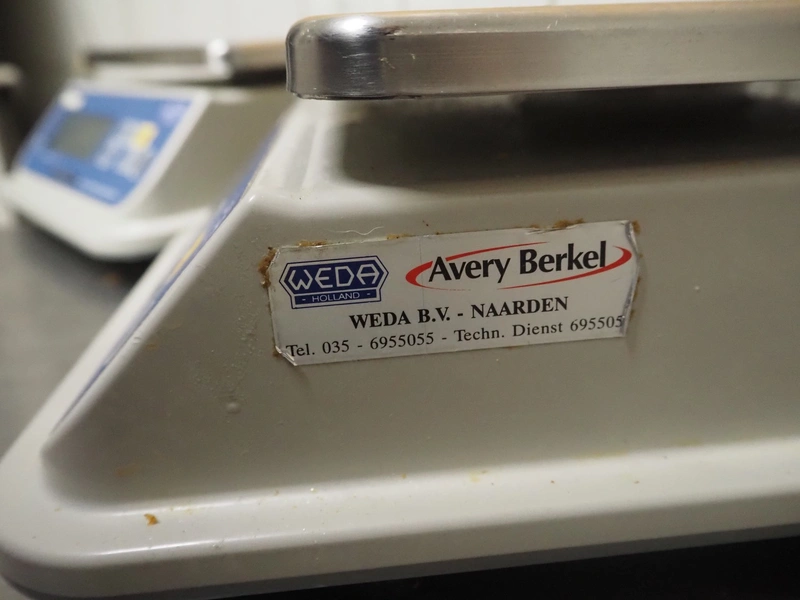 WEDA
- HOLLAND -
Avery Berkel
WEDA B.V. - NAARDEN
Tel. 035 - 6955055 - Techn. Dienst 695505